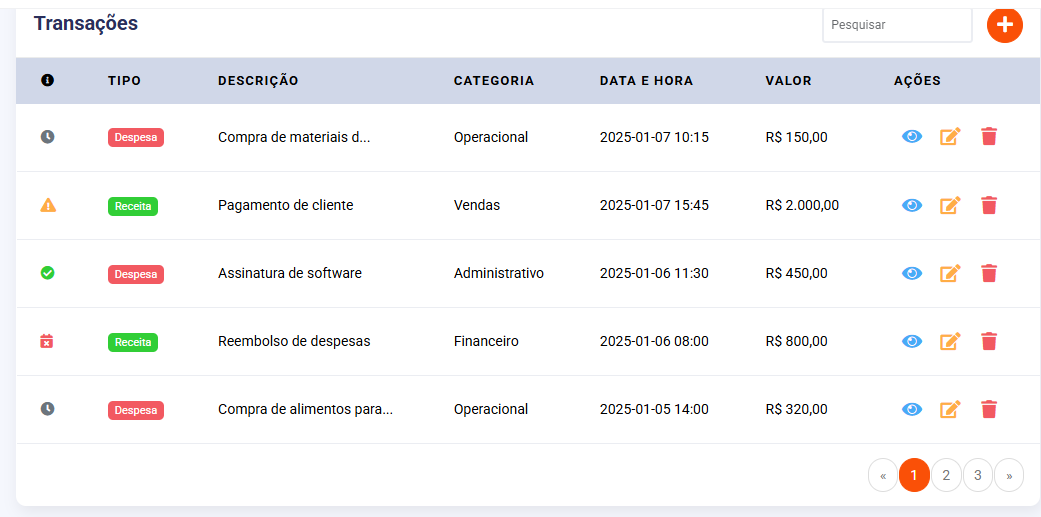 Transações
Pesquisar
TIPO DESCRIÇÃO CATEGORIA DATA E HORA VALOR AÇÕES
Despesa Compra de materiais d... Operacional 2025-01-07 10:15 R$ 150,00
Receita Pagamento de cliente Vendas 2025-01-07 15:45 R$ 2.000,00
Despesa Assinatura de software Administrativo 2025-01-06 11:30 R$ 450,00
Receita Reembolso de despesas Financeiro 2025-01-06 08:00 R$ 800,00
Despesa Compra de alimentos para... Operacional 2025-01-05 14:00 R$ 320,00
« 1 2 3 »